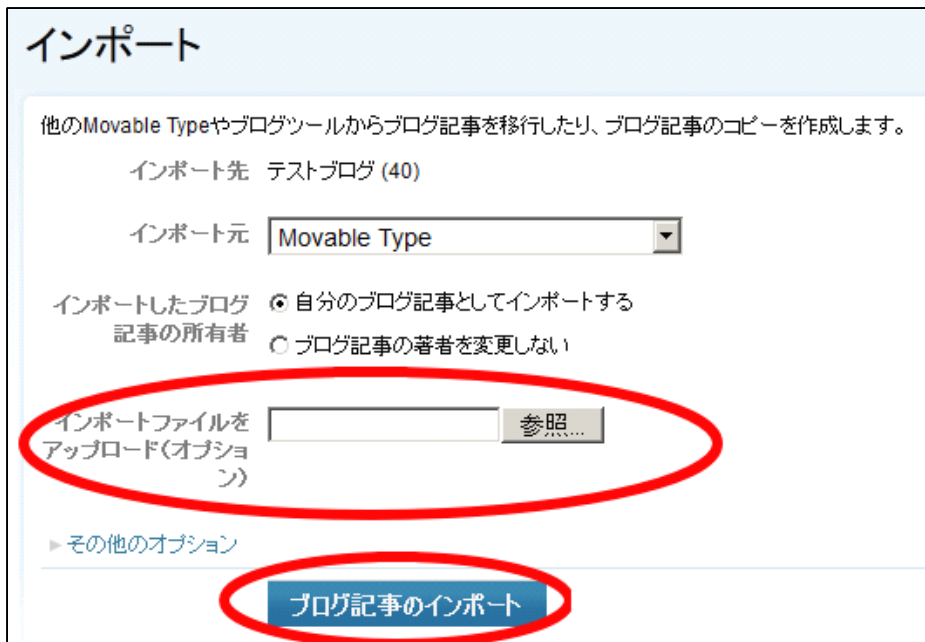 インポート
他のMovable Typeやブログツールからブログ記事を移行したり、ブログ記事のコピーを作成します。
インポート先 テストブログ (40)
インポート元 Movable Type
インポートしたブログ記事の所有者 自分のブログ記事としてインポートする
ブログ記事の著者を変更しない
インポートファイルを 参照...
アップロード(オプショ
ン)
その他のオプション
ブログ記事のインポート